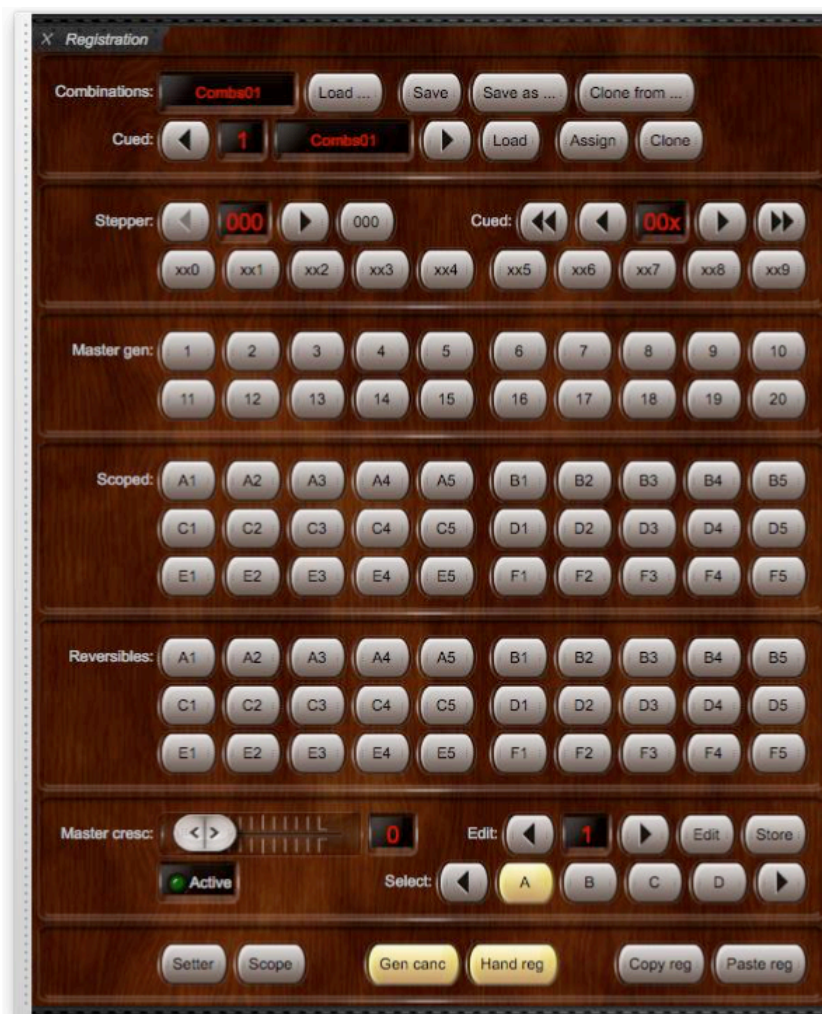 X Registration
Combinations: Combs01 Load ... Save Save as ... Clone from ...
Cued: 1 Combs01 Load Assign Clone
Stepper: 000 000 Cued: 00x
xx0 xx1 xx2 xx3 xx4 xx5 xx6 xx7 xx8 xx9
Master gen: 1 2 3 4 5 6 7 8 9 10
11 12 13 14 15 16 17 18 19 20
Scoped: A1 A2 A3 A4 A5 B1 B2 B3 B4 B5
C1 C2 C3 C4 C5 D1 D2 D3 D4 D5
E1 E2 E3 E4 E5 F1 F2 F3 F4 F5
Reversibles: A1 A2 A3 A4 A5 B1 B2 B3 B4 B5
C1 C2 C3 C4 C5 D1 D2 D3 D4 D5
E1 E2 E3 E4 E5 F1 F2 F3 F4 F5
Master cresc: < > 0 Edit: 1 Edit Store
Active Select: A B C D
Setter Scope Gen canc Hand reg Copy reg Paste reg